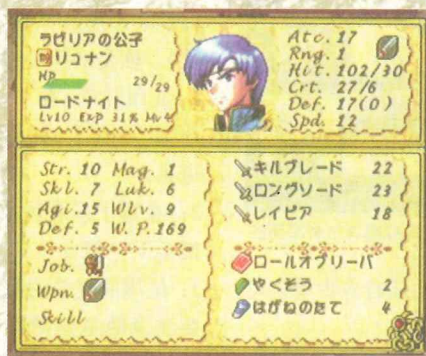 ラゼリアの公子
リュナン
HP
29/29
ロードナイト
Lv10 Exp 31% Mv 4
Atc. 17
Rng. 1
Hit. 102/30
Crt. 27/6
Def. 17(0)
Spd. 12
Str. 10 Mag. 1
Skl. 7 Luk. 6
Agi. 15 Wlv. 9
Def. 5 W.P. 169
Job.
Wpn.
Skill
キルブレード 22
ロングソード 23
レイピア 18
ロールオブリーバ
やくそう 2
はがねのたて 4